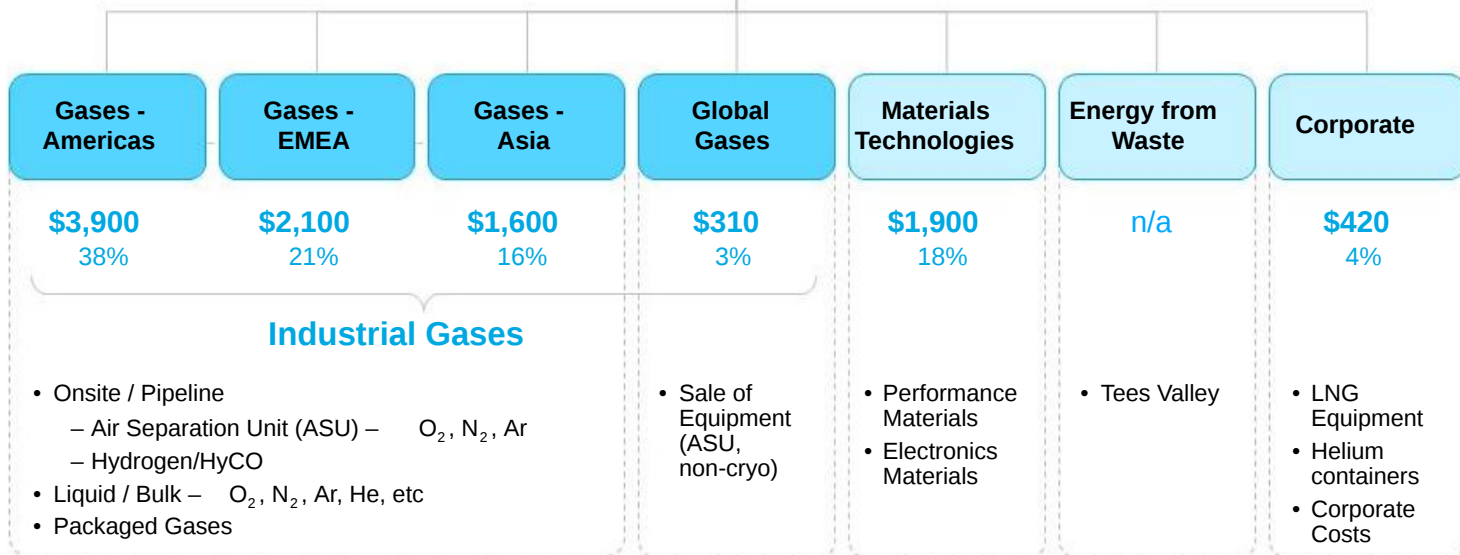 Gases -
Americas
Gases -
EMEA
Gases -
Asia
Global
Gases
Materials
Technologies
Energy from
Waste
Corporate
$3,900
38%
$2,100
21%
$1,600
16%
$310
3%
$1,900
18%
n/a
$420
4%
Industrial Gases
• Onsite / Pipeline
– Air Separation Unit (ASU) – O₂, N₂, Ar
– Hydrogen/HyCO
• Liquid / Bulk – O₂, N₂, Ar, He, etc
• Packaged Gases
• Sale of
Equipment
(ASU,
non-cryo)
• Performance
Materials
• Electronics
Materials
• Tees Valley
• LNG
Equipment
• Helium
containers
• Corporate
Costs